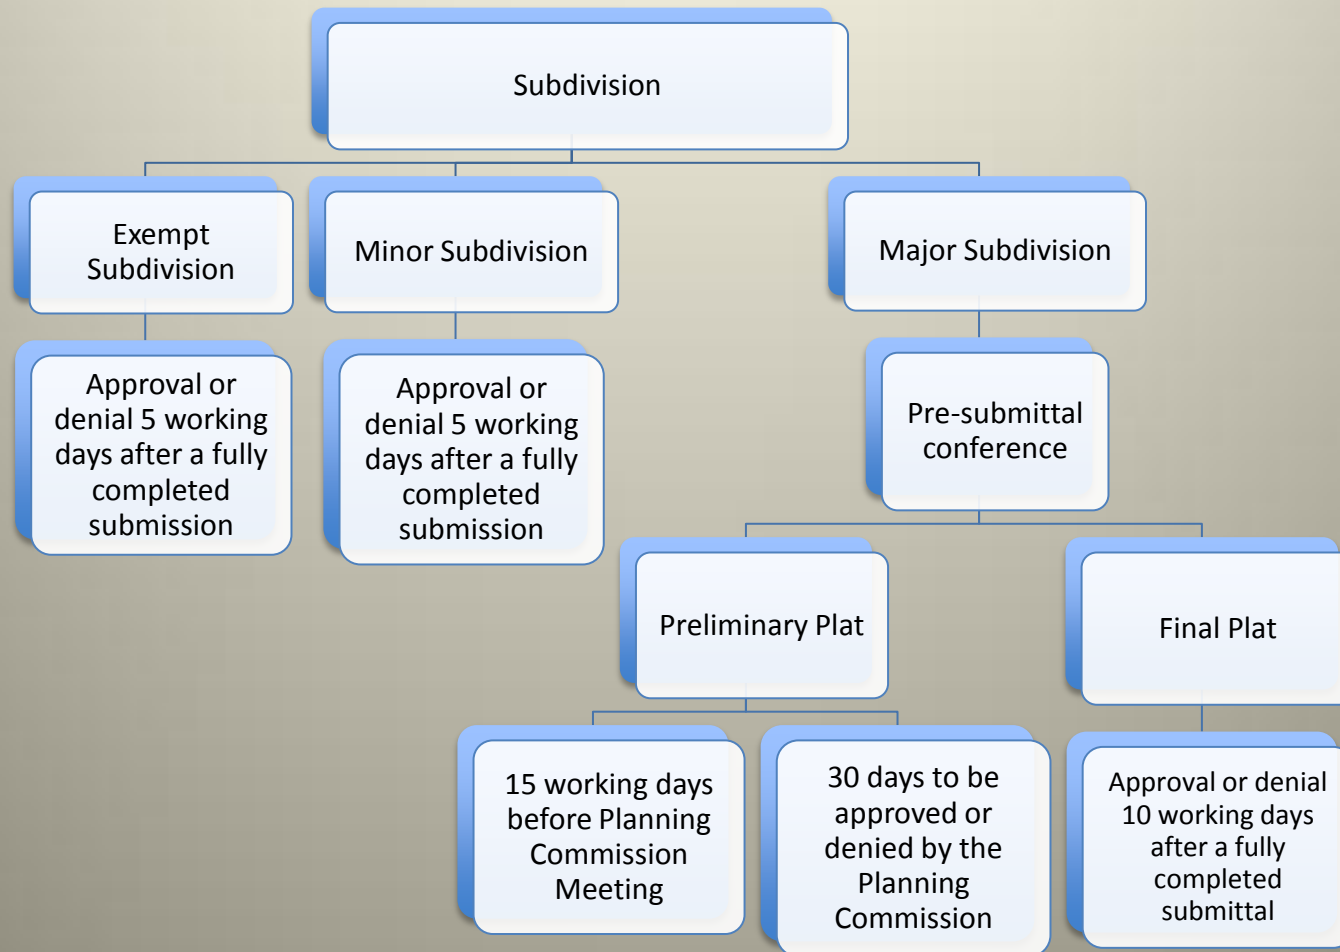 Subdivision
Exempt
Subdivision
Minor Subdivision
Major Subdivision
Approval or
denial 5 working
days after a fully
completed
submission
Approval or
denial 5 working
days after a fully
completed
submission
Pre-submittal
conference
Preliminary Plat
Final Plat
15 working days
before Planning
Commission
Meeting
30 days to be
approved or
denied by the
Planning
Commission
Approval or denial
10 working days
after a fully
completed
submittal